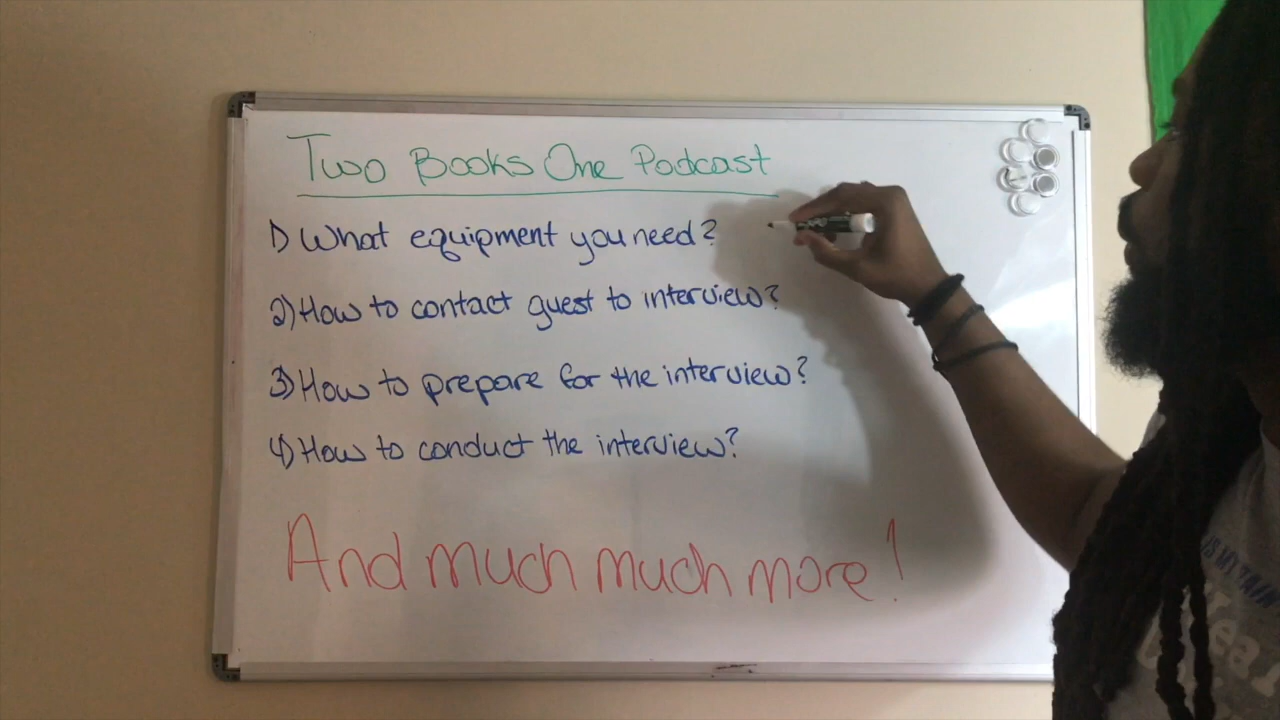 Two Books One Podcast
1) What equipment you need?
2) How to contact guest to interview?
3) How to prepare for the interview?
4) How to conduct the interview?
And much much more!